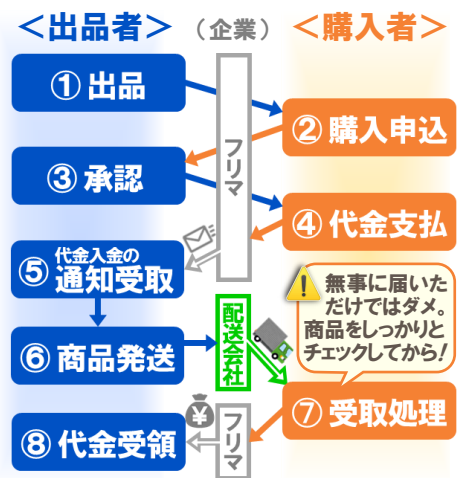 ＜出品者＞
（企業）
＜購入者＞
①出品
フリマ
②購入申込
③承認
④代金支払
⑤代金入金の
通知受取
無事に届いた
だけではダメ。
商品をしっかりと
チェックしてから!
配送会社
⑥商品発送
⑦受取処理
¥
フリマ
⑧代金受領